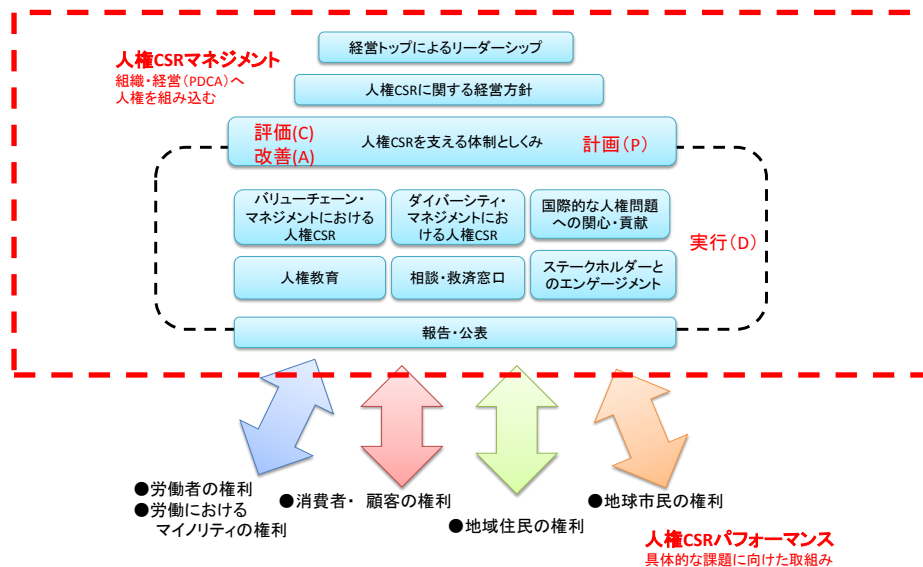 経営トップによるリーダーシップ
人権CSRマネジメント
組織・経営(PDCA)へ
人権を組み込む
人権CSRに関する経営方針
評価(C)
改善(A)
人権CSRを支える体制としくみ
計画(P)
バリューチェーン・
マネジメントにおける
人権CSR
ダイバーシティ・
マネジメントにお
ける人権CSR
国際的な人権問題
への関心・貢献
実行(D)
人権教育
相談・救済窓口
ステークホルダーと
のエンゲージメント
報告・公表
●労働者の権利
●労働における
マイノリティの権利
●消費者・ 顧客の権利
●地域住民の権利
●地球市民の権利
人権CSRパフォーマンス
具体的な課題に向けた取組み